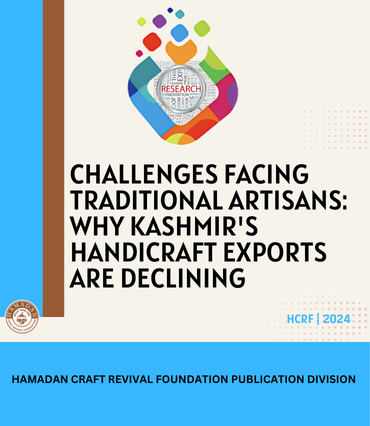 RESEARCH
CHALLENGES FACING
TRADITIONAL ARTISANS:
WHY KASHMIR'S
HANDICRAFT EXPORTS
ARE DECLINING
HAMADAN
HCRF | 2024
HAMADAN CRAFT REVIVAL FOUNDATION PUBLICATION DIVISION